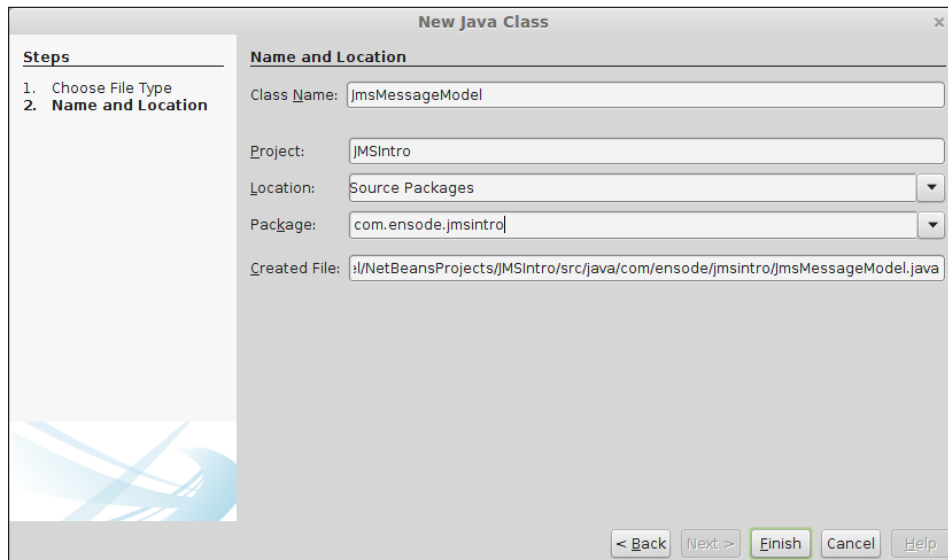 New Java Class
Steps
1. Choose File Type
2. Name and Location
Name and Location
Class Name: JmsMessageModel
Project: JMSIntro
Location: Source Packages
Package: com.ensode.jmsintro
Created File: el/NetBeansProjects/JMSIntro/src/java/com/ensode/jmsintro/JmsMessageModel.java
< Back Next > Finish Cancel Help